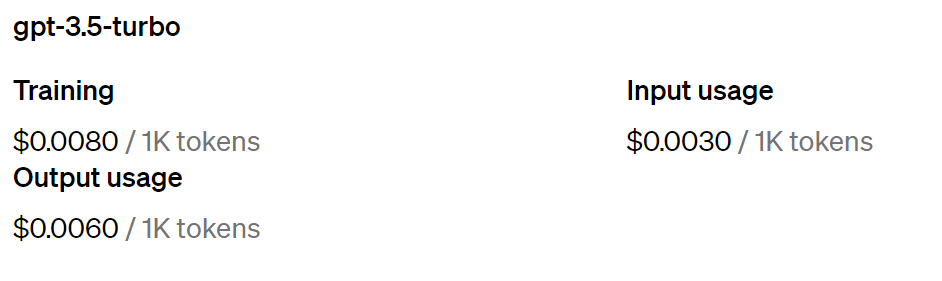 gpt-3.5-turbo
Training
Input usage
$0.0080 / 1K tokens
$0.0030 / 1K tokens
Output usage
$0.0060 / 1K tokens